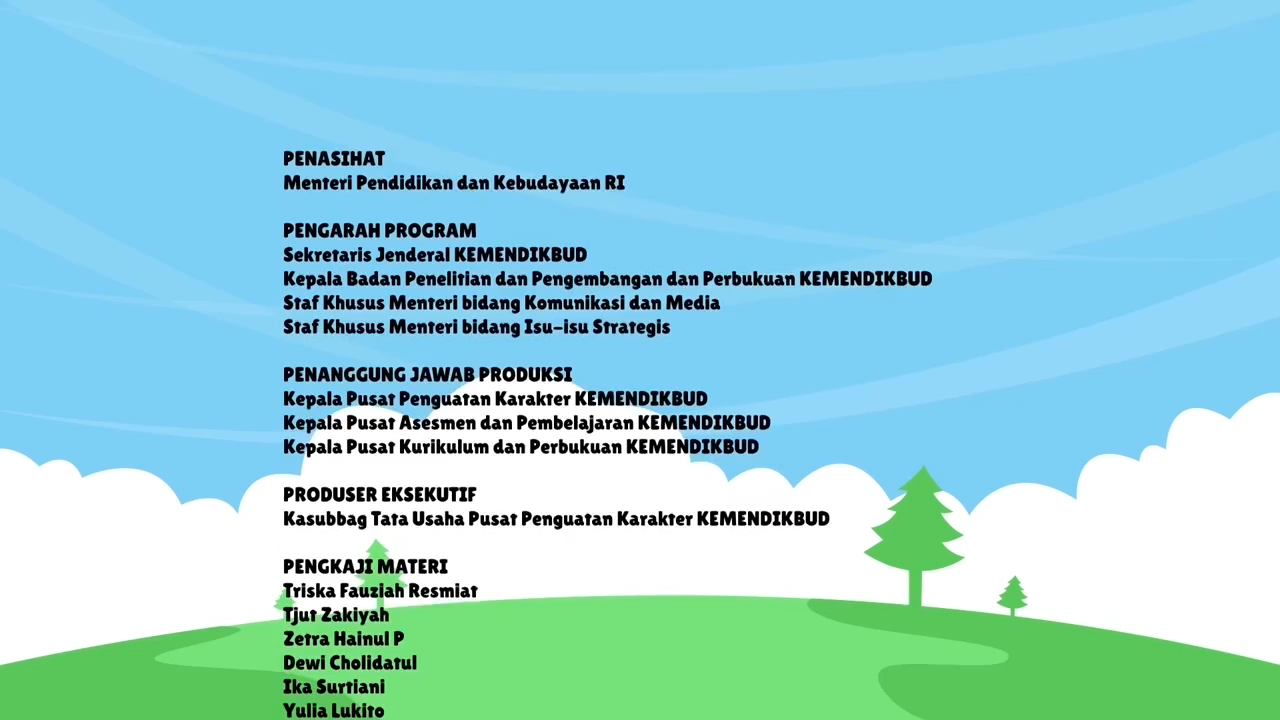 PENASIHAT
Menteri Pendidikan dan Kebudayaan RI
PENGARAH PROGRAM
Sekretaris Jenderal KEMENDIKBUD
Kepala Badan Penelitian dan Pengembangan dan Perbukuan KEMENDIKBUD
Staf Khusus Menteri bidang Komunikasi dan Media
Staf Khusus Menteri bidang Isu-isu Strategis
PENANGGUNG JAWAB PRODUKSI
Kepala Pusat Penguatan Karakter KEMENDIKBUD
Kepala Pusat Asesmen dan Pembelajaran KEMENDIKBUD
Kepala Pusat Kurikulum dan Perbukuan KEMENDIKBUD
PRODUSER EKSEKUTIF
Kasubbag Tata Usaha Pusat Penguatan Karakter KEMENDIKBUD
PENGKAJI MATERI
Triska Fauziah Resmiat
Tjut Zakiyah
Zetra Hainul P
Dewi Cholidatul
Ika Surtiani
Yulia Lukito